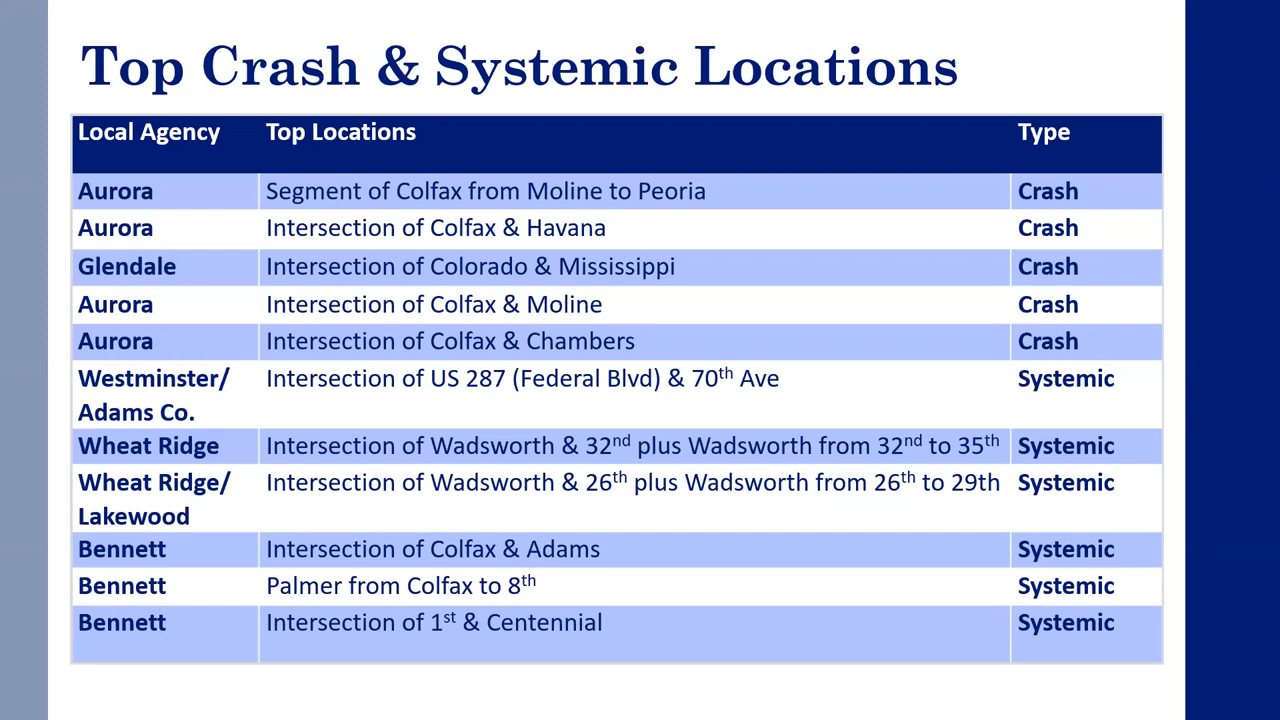 Top Crash & Systemic Locations
Local Agency Top Locations Type
Aurora Segment of Colfax from Moline to Peoria Crash
Aurora Intersection of Colfax & Havana Crash
Glendale Intersection of Colorado & Mississippi Crash
Aurora Intersection of Colfax & Moline Crash
Aurora Intersection of Colfax & Chambers Crash
Westminster/ Intersection of US 287 (Federal Blvd) & 70th Ave Systemic
Adams Co.
Wheat Ridge Intersection of Wadsworth & 32nd plus Wadsworth from 32nd to 35th Systemic
Wheat Ridge/ Intersection of Wadsworth & 26th plus Wadsworth from 26th to 29th Systemic
Lakewood
Bennett Intersection of Colfax & Adams Systemic
Bennett Palmer from Colfax to 8th Systemic
Bennett Intersection of 1st & Centennial Systemic